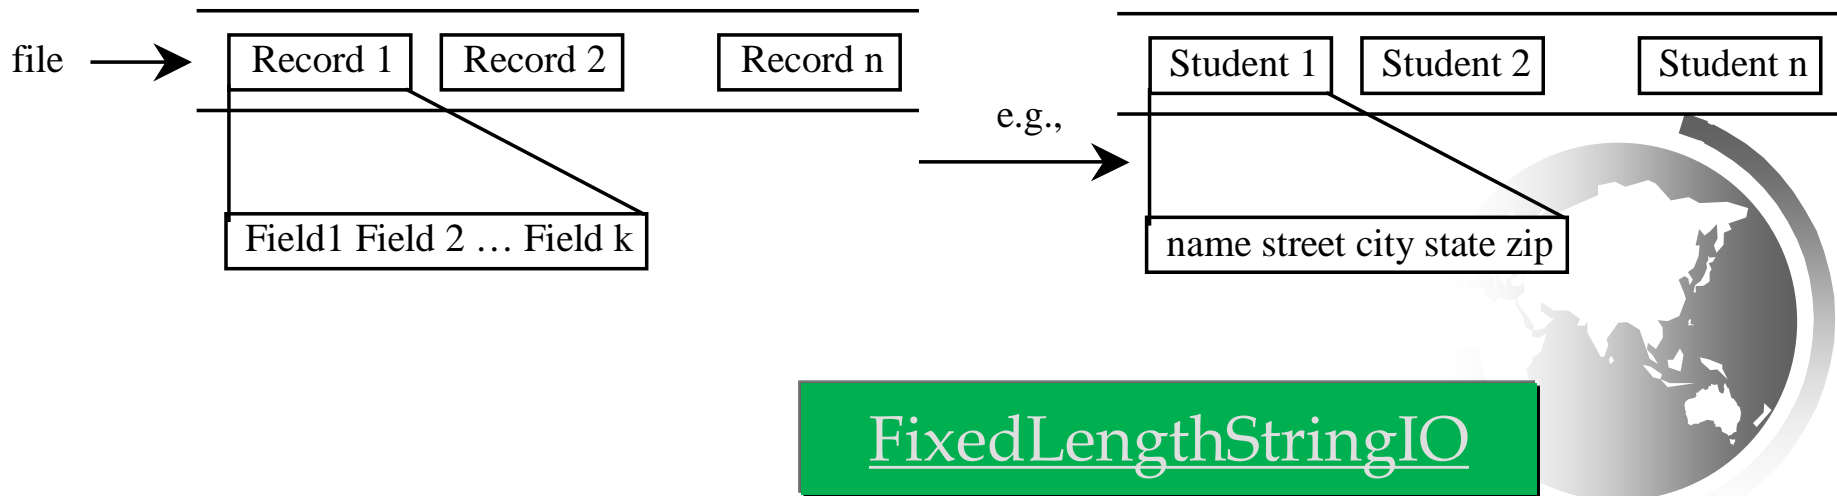 file
Record 1
Record 2
Record n
Field1 Field 2 … Field k
e.g.,
Student 1
Student 2
Student n
name street city state zip
FixedLengthStringIO